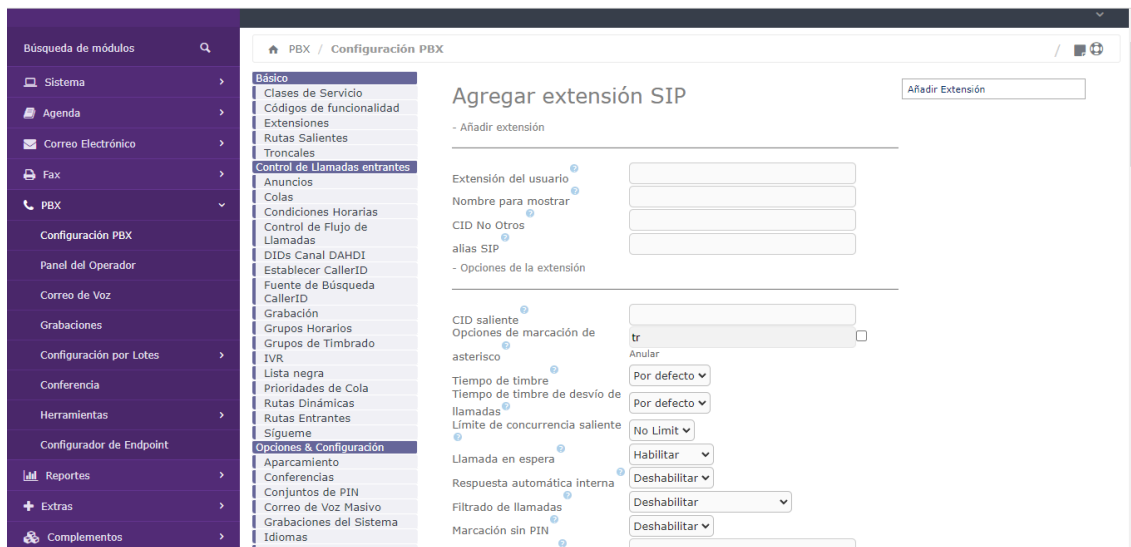 Búsqueda de módulos
Sistema
Agenda
Correo Electrónico
Fax
PBX
Configuración PBX
Panel del Operador
Correo de Voz
Grabaciones
Configuración por Lotes
Conferencia
Herramientas
Configurador de Endpoint
Reportes
Extras
Complementos
PBX / Configuración PBX
/
Básico
Clases de Servicio
Códigos de funcionalidad
Extensiones
Rutas Salientes
Troncales
Control de Llamadas entrantes
Anuncios
Colas
Condiciones Horarias
Control de Flujo de
Llamadas
DIDs Canal DAHDI
Establecer CallerID
Fuente de Búsqueda
CallerID
Grabación
Grupos Horarios
Grupos de Timbrado
IVR
Lista negra
Prioridades de Cola
Rutas Dinámicas
Rutas Entrantes
Sígueme
Opciones & Configuración
Aparcamiento
Conferencias
Conjuntos de PIN
Correo de Voz Masivo
Grabaciones del Sistema
Idiomas
Agregar extensión SIP
- Añadir extensión
Extensión del usuario
Nombre para mostrar
CID No Otros
alias SIP
- Opciones de la extensión
CID saliente
Opciones de marcación de
asterisco
tr
Anular
Tiempo de timbre
Por defecto
Tiempo de timbre de desvío de
llamadas
Por defecto
Límite de concurrencia saliente
No Limit
Llamada en espera
Habilitar
Respuesta automática interna
Deshabilitar
Filtrado de llamadas
Deshabilitar
Marcación sin PIN
Deshabilitar
Añadir Extensión